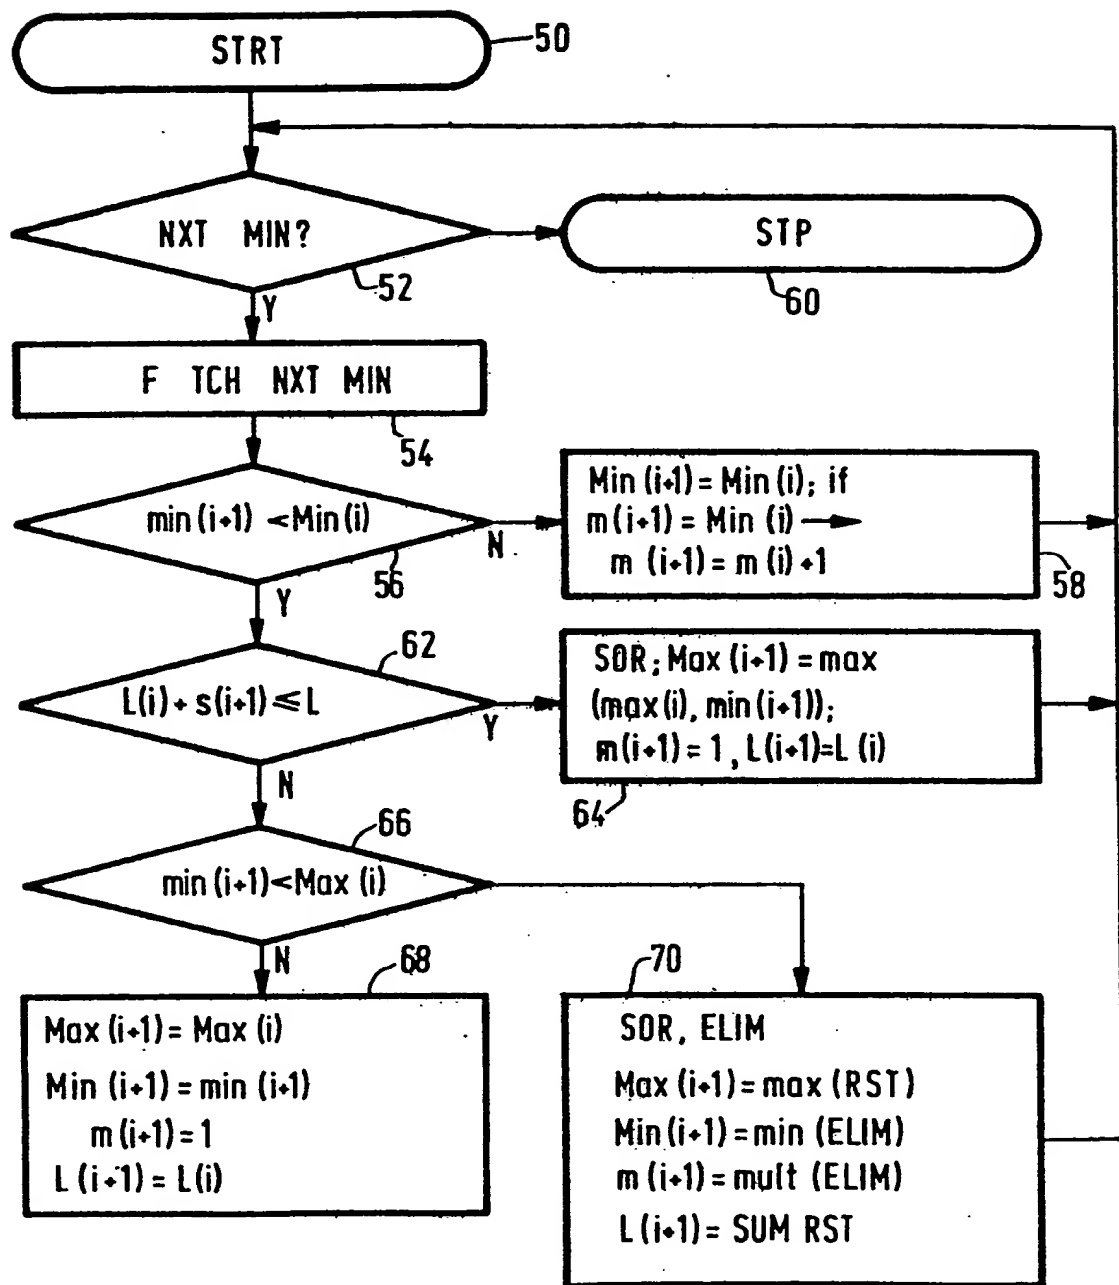 STRT
50
NXT MIN?
52
Y
STP
60
F TCH NXT MIN
54
min (i+1) < Min(i)
56
N
Y
Min (i+1) = Min (i); if
m(i+1) = Min (i) →
m (i+1) = m (i) +1
58
62
L(i) + s(i+1) ≤ L
Y
N
SOR; Max (i+1) = max
(max(i), min(i+1));
m(i+1) = 1, L(i+1)=L(i)
64
66
min (i+1) < Max (i)
N
68
Max (i+1) = Max (i)
Min (i+1) = min (i+1)
m(i+1) = 1
L (i+1) = L(i)
70
SOR, ELIM
Max (i+1) = max (RST)
Min (i+1) = min (ELIM)
m (i+1) = mult (ELIM)
L (i+1) = SUM RST